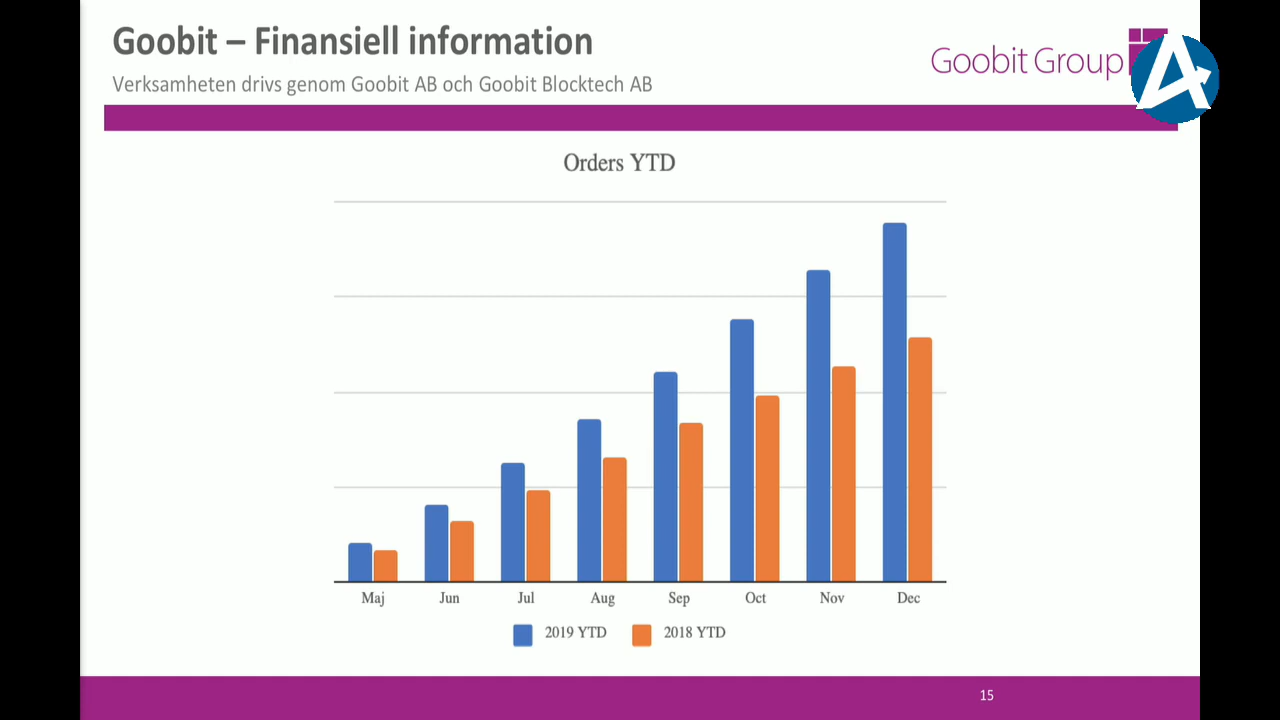 Goobit – Finansiell information
Verksamheten drivs genom Goobit AB och Goobit Blocktech AB
Goobit Group
Orders YTD
Maj Jun Jul Aug Sep Oct Nov Dec
2019 YTD 2018 YTD
15